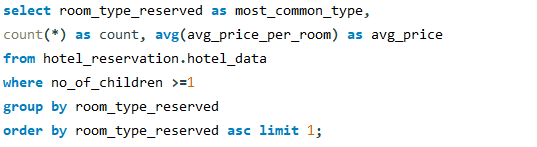 select room_type_reserved as most_common_type,
count(*) as count, avg(avg_price_per_room) as avg_price
from hotel_reservation.hotel_data
where no_of_children >=1
group by room_type_reserved
order by room_type_reserved asc limit 1;